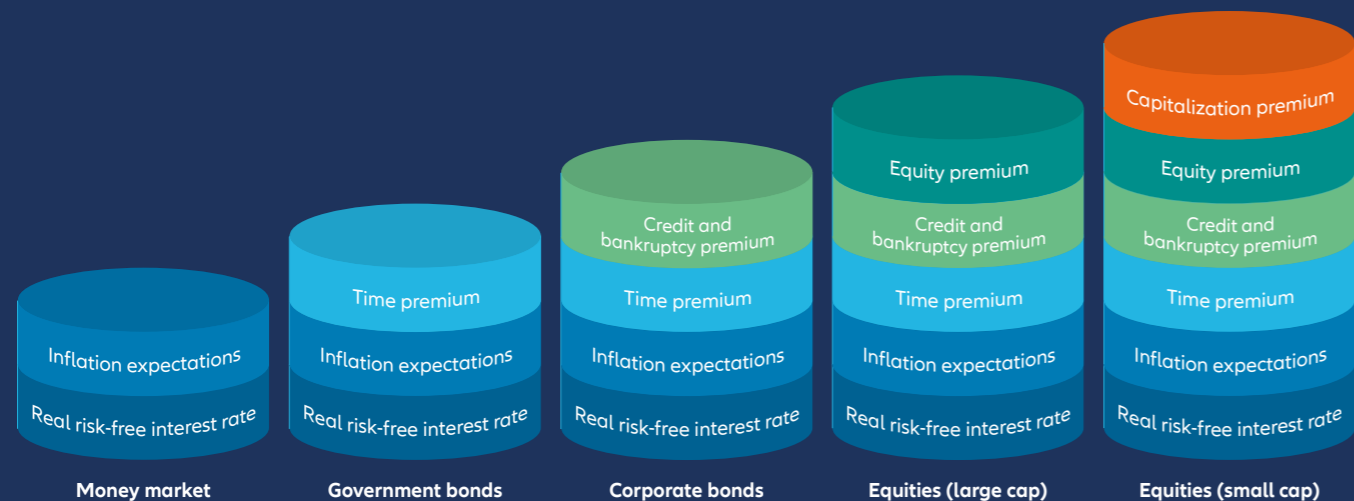 Capitalization premium
Equity premium
Equity premium
Credit and
bankruptcy premium
Credit and
bankruptcy premium
Credit and
bankruptcy premium
Time premium
Time premium
Time premium
Time premium
Inflation expectations
Inflation expectations
Inflation expectations
Inflation expectations
Inflation expectations
Real risk-free interest rate
Real risk-free interest rate
Real risk-free interest rate
Real risk-free interest rate
Real risk-free interest rate
Money market
Government bonds
Corporate bonds
Equities (large cap)
Equities (small cap)